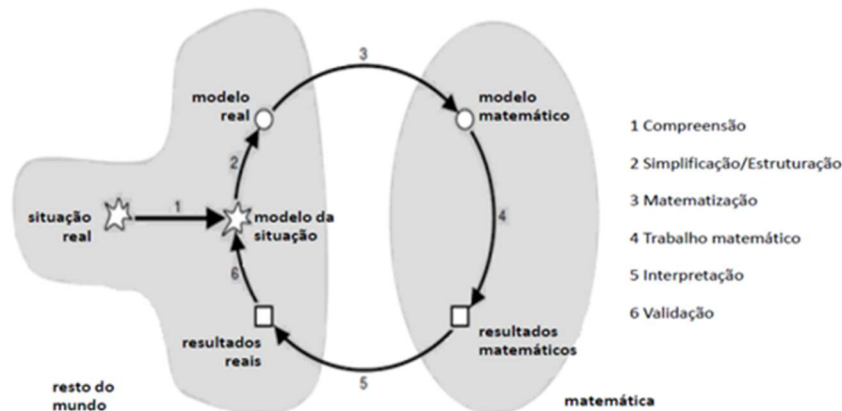 3
modelo
real
modelo
matemático
1 Compreensão
2 Simplificação/Estruturação
2
3 Matematização
situação
real
1
modelo da
situação
4
4 Trabalho matemático
5 Interpretação
6
6 Validação
resultados
reais
resultados
matemáticos
5
resto do
mundo
matemática